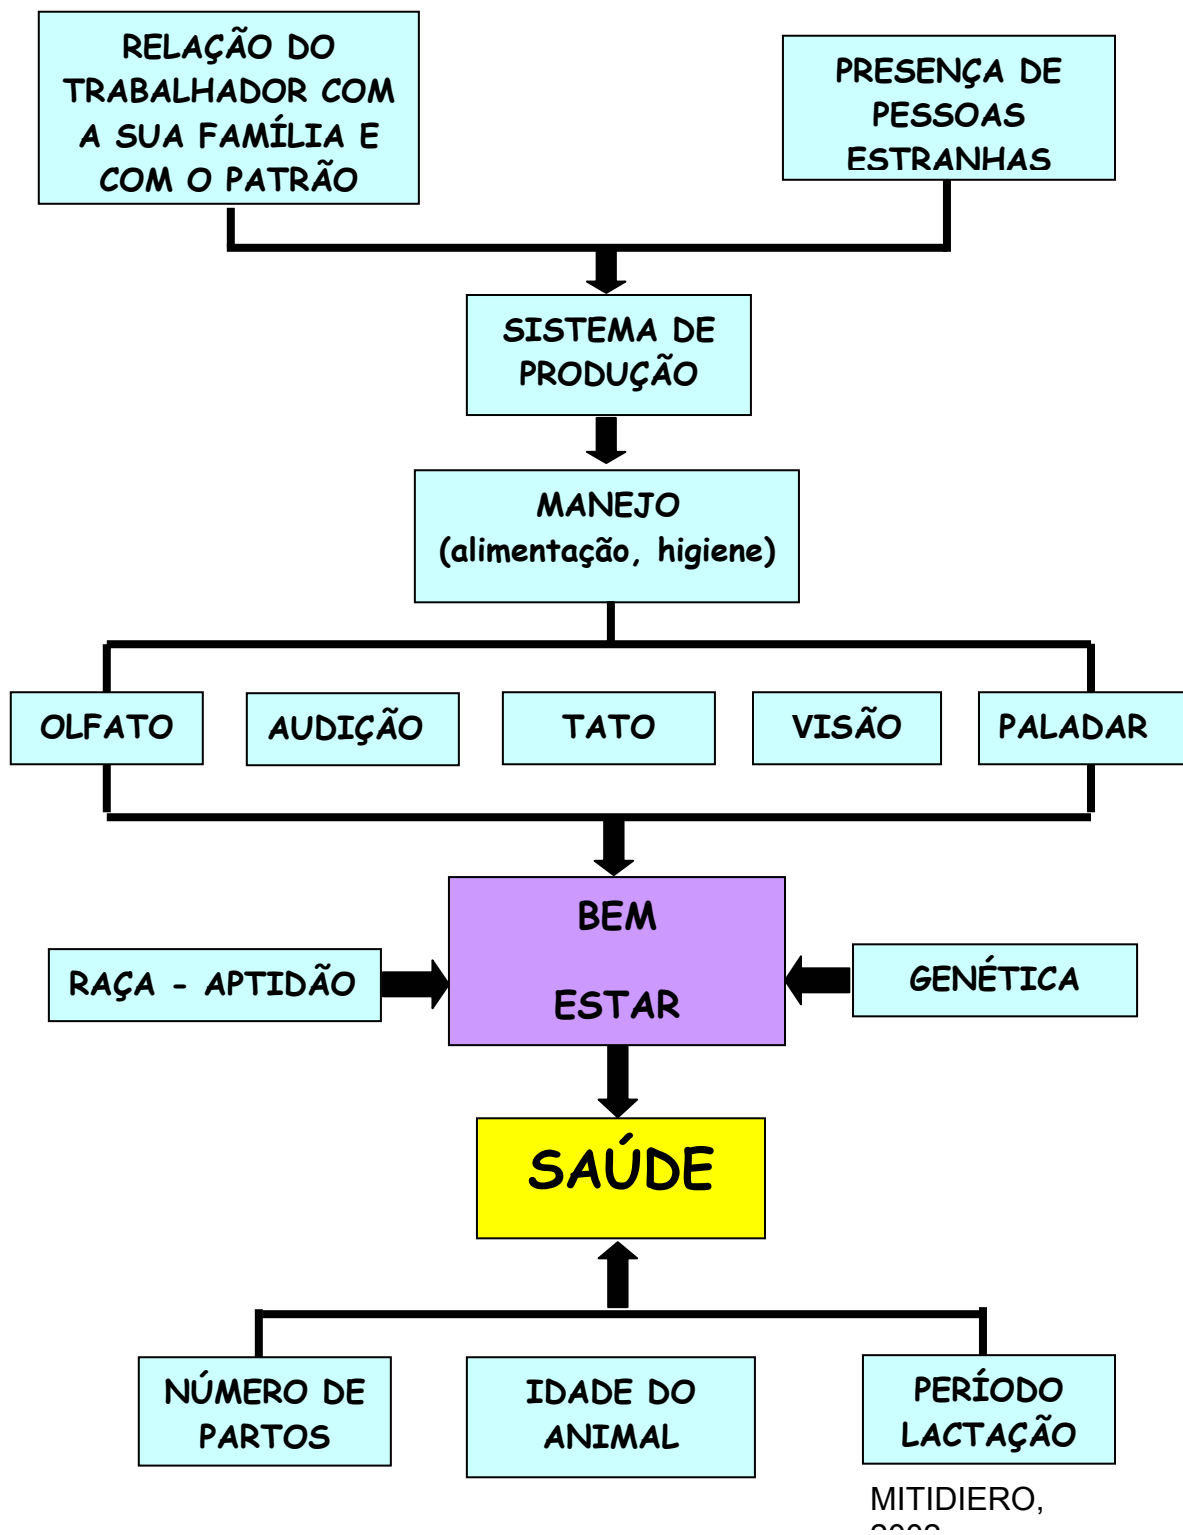 RELAÇÃO DO
TRABALHADOR COM
A SUA FAMÍLIA E
COM O PATRÃO
PRESENÇA DE
PESSOAS
ESTRANHAS
SISTEMA DE
PRODUÇÃO
MANEJO
(alimentação, higiene)
OLFATO
AUDIÇÃO
TATO
VISÃO
PALADAR
BEM
ESTAR
RAÇA - APTIDÃO
GENÉTICA
SAÚDE
NÚMERO DE
PARTOS
IDADE DO
ANIMAL
PERÍODO
LACTAÇÃO
MITIDIERO,